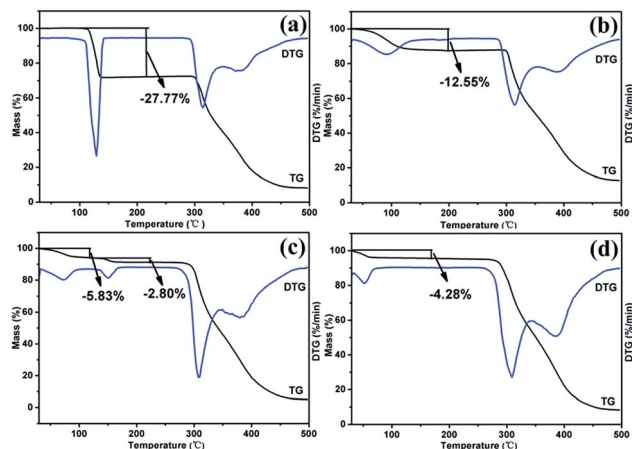 (a)
Mass (%)
100
80
60
40
20
0
DTG
-27.77%
TG
DTG (%/min)
100 200 300 400 500
Temperature (℃)
(b)
Mass (%)
100
80
60
40
20
0
DTG
-12.55%
TG
DTG (%/min)
100 200 300 400 500
Temperature (℃)
(c)
Mass (%)
100
80
60
40
20
0
DTG
-5.83%
-2.80%
TG
DTG (%/min)
100 200 300 400 500
Temperature (℃)
(d)
Mass (%)
100
80
60
40
20
0
DTG
-4.28%
TG
DTG (%/min)
100 200 300 400 500
Temperature (℃)